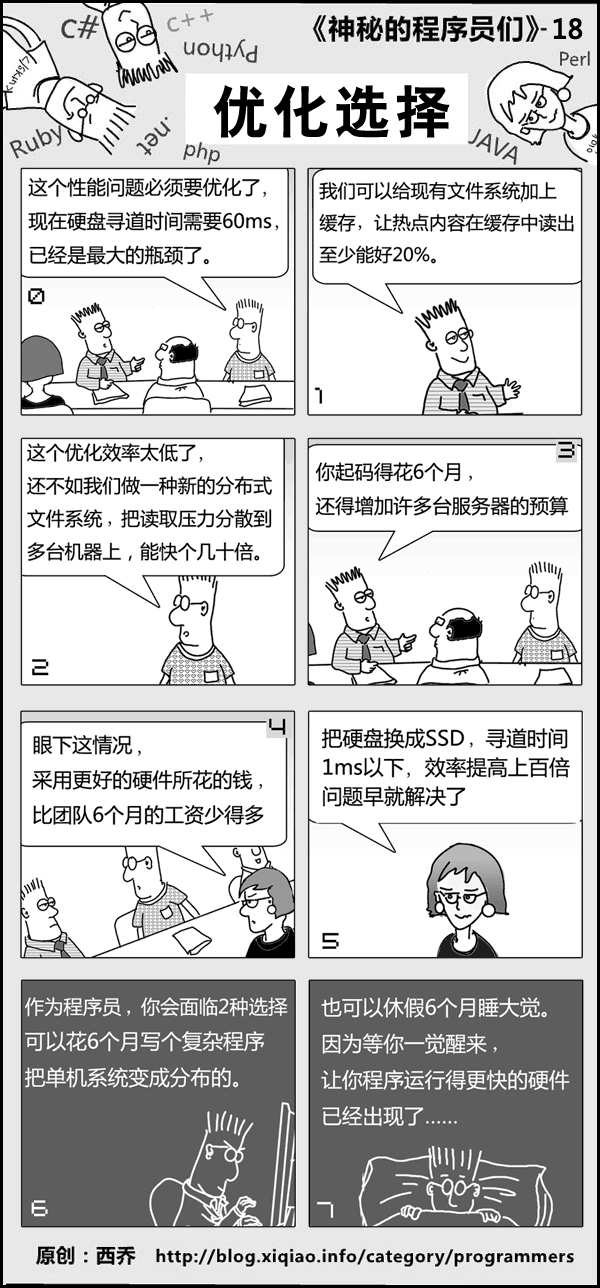 《神秘的程序员们》- 18
c#
c++
Python
Perl
Ruby
.net
php
JAVA
优化选择
这个性能问题必须要优化了，
现在硬盘寻道时间需要60ms，
已经是最大的瓶颈了。
0
我们可以给现有文件系统加上
缓存，让热点内容在缓存中读出
至少能好20%。
1
这个优化效率太低了，
还不如我们做一种新的分布式
文件系统，把读取压力分散到
多台机器上，能快个几十倍。
2
3
你起码得花6个月，
还得增加许多台服务器的预算
4
眼下这情况，
采用更好的硬件所花的钱，
比团队6个月的工资少得多
把硬盘换成SSD，寻道时间
1ms以下，效率提高上百倍
问题早就解决了
5
作为程序员，你会面临2种选择
可以花6个月写个复杂程序
把单机系统变成分布的。
6
也可以休假6个月睡大觉。
因为等你一觉醒来，
让你程序运行得更快的硬件
已经出现了......
7
原创：西乔 http://blog.xiqiao.info/category/programmers